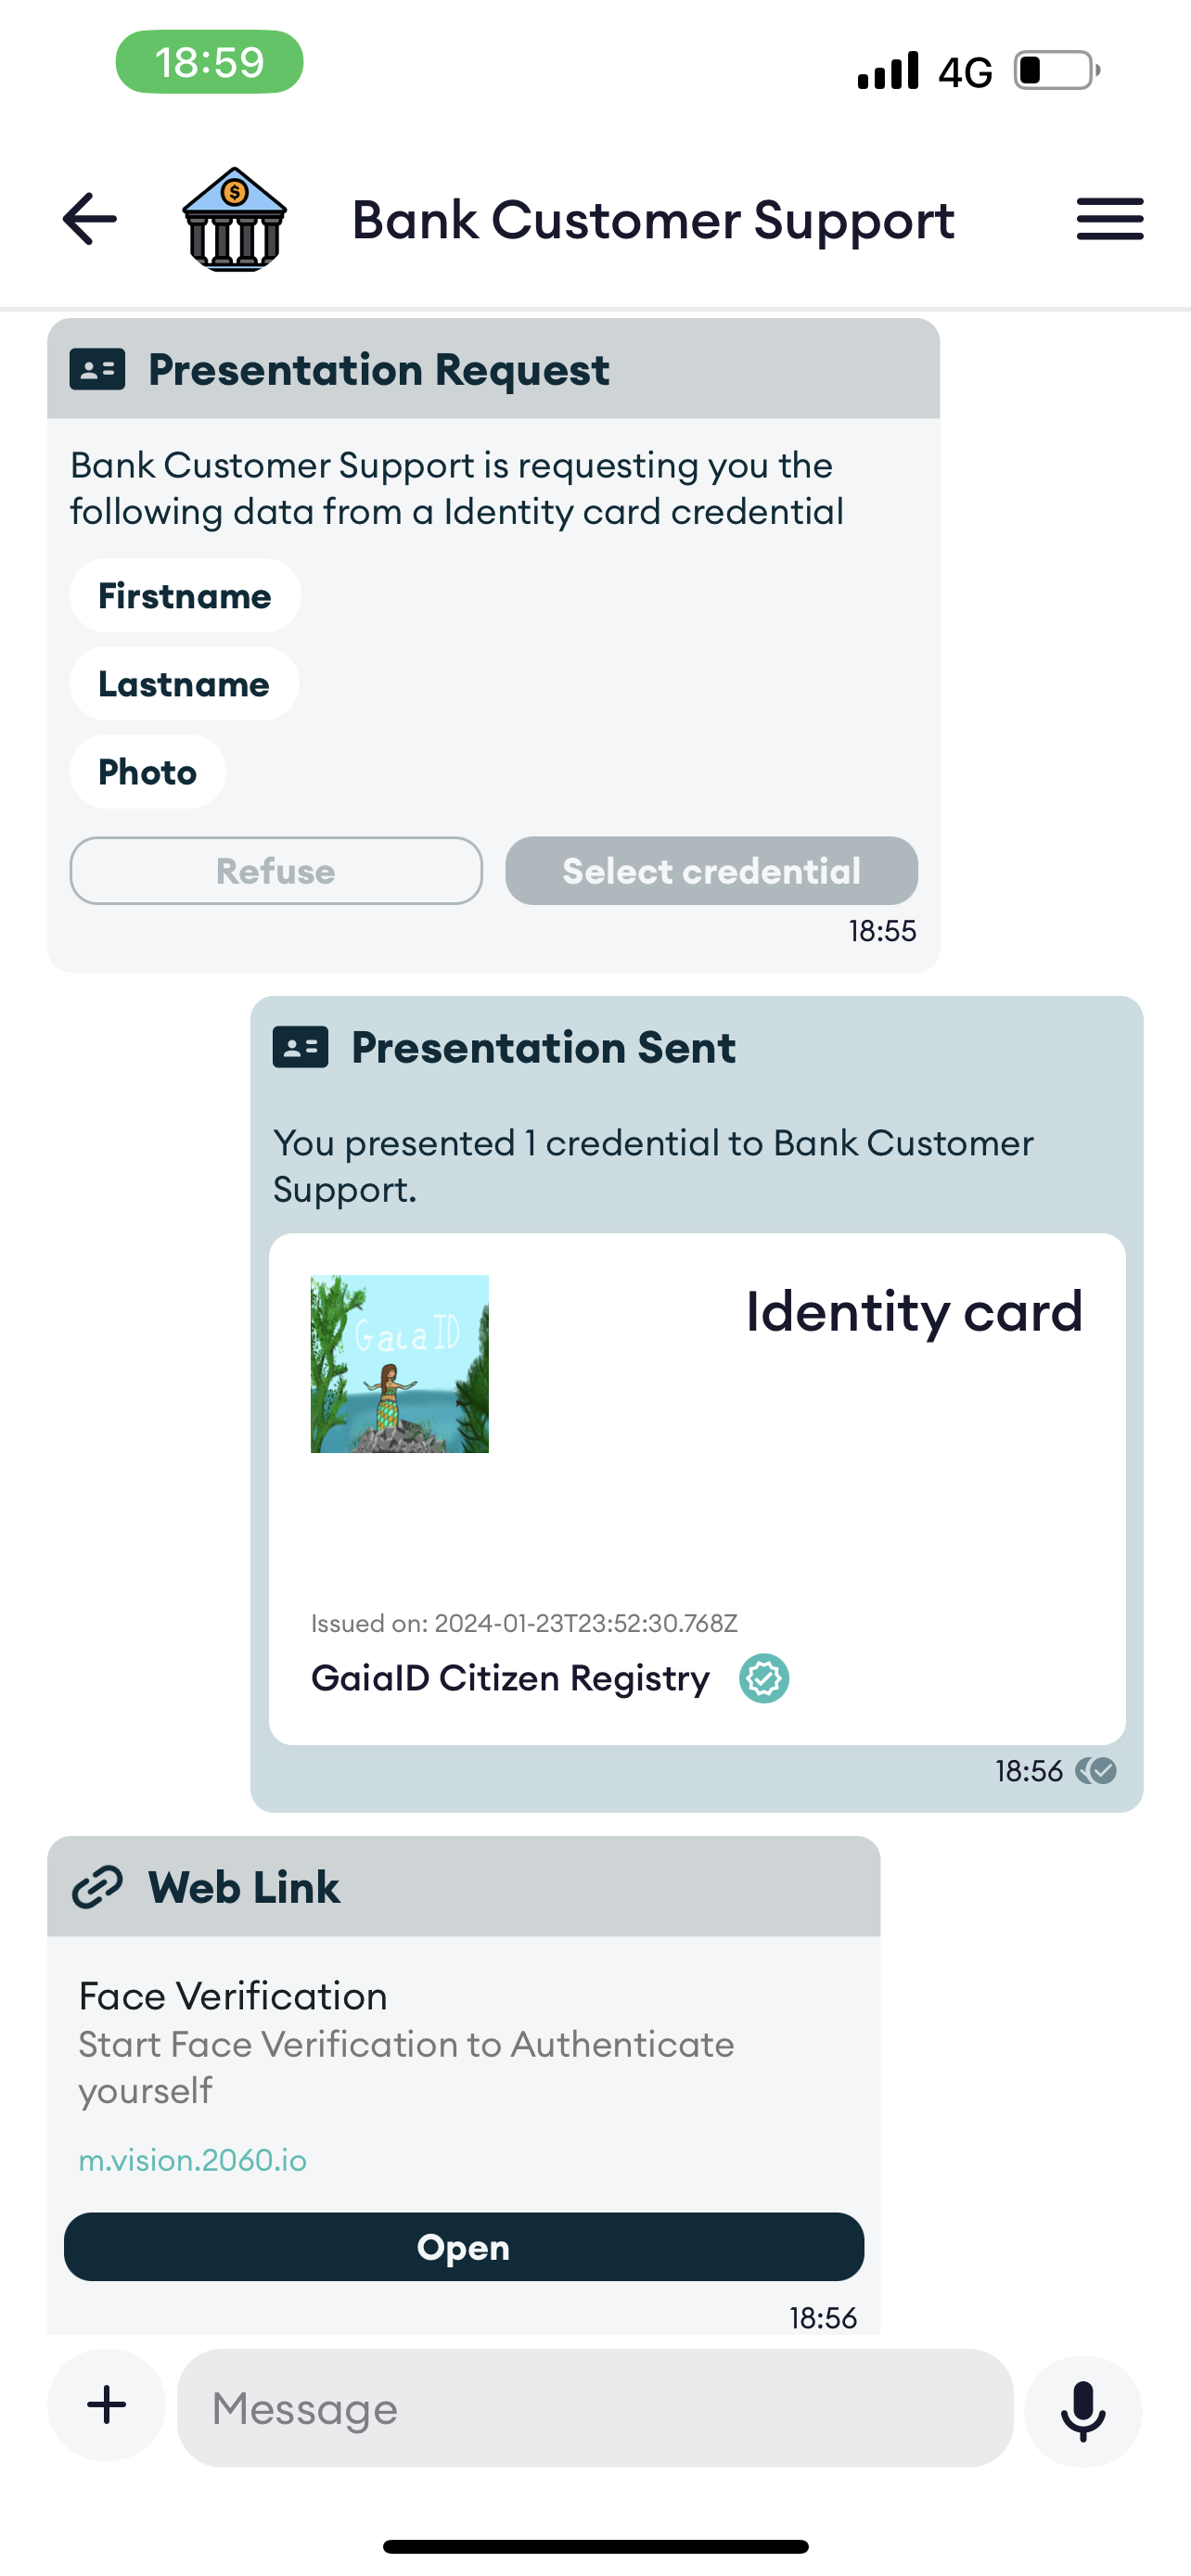 18:59
4G
$
Bank Customer Support
Presentation Request
Bank Customer Support is requesting you the
following data from a Identity card credential
Firstname
Lastname
Photo
Refuse
Select credential
18:55
Presentation Sent
You presented 1 credential to Bank Customer
Support.
Gaia ID
Identity card
Issued on: 2024-01-23T23:52:30.768Z
GaiaID Citizen Registry
18:56
Web Link
Face Verification
Start Face Verification to Authenticate
yourself
m.vision.2060.io
Open
18:56
Message